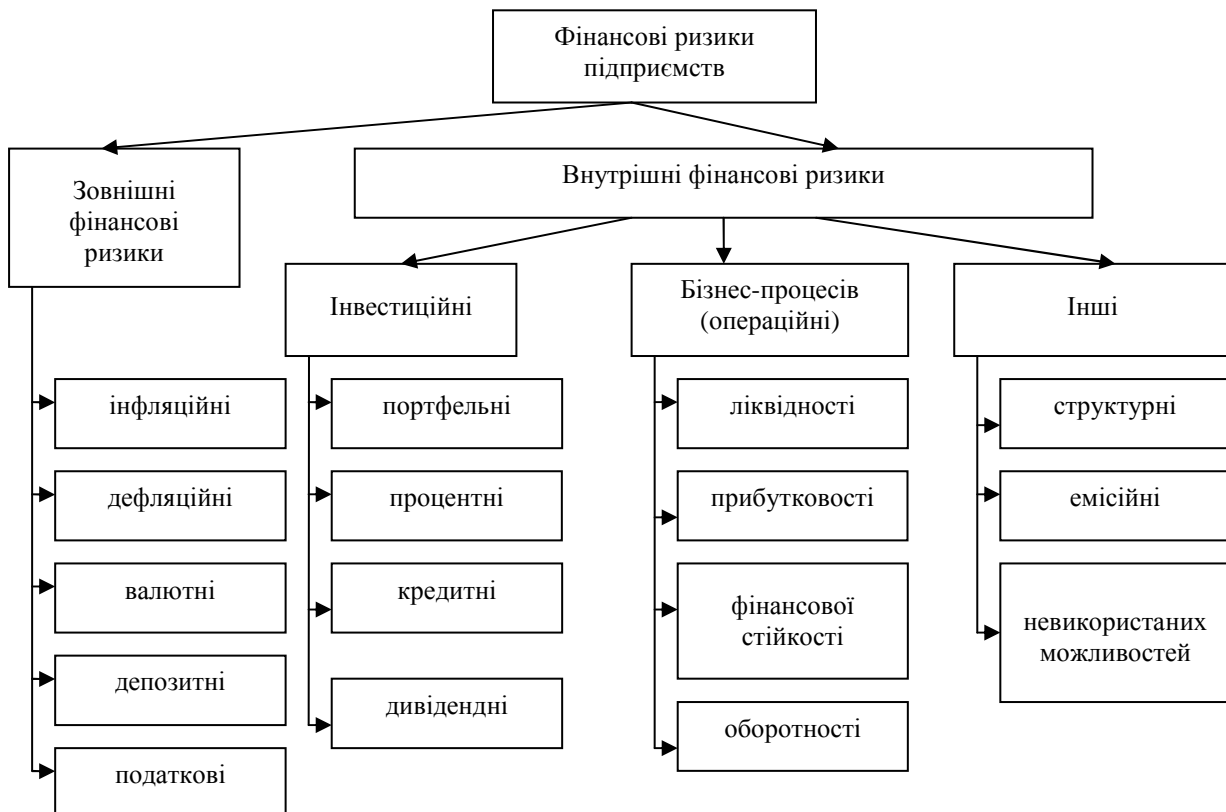 Фінансові ризики
підприємств
Зовнішні
фінансові
ризики
Внутрішні фінансові ризики
Інвестиційні
Бізнес-процесів
(операційні)
Інші
інфляційні
дефляційні
валютні
депозитні
податкові
портфельні
процентні
кредитні
дивідендні
ліквідності
прибутковості
фінансової
стійкості
оборотності
структурні
емісійні
невикористаних
можливостей